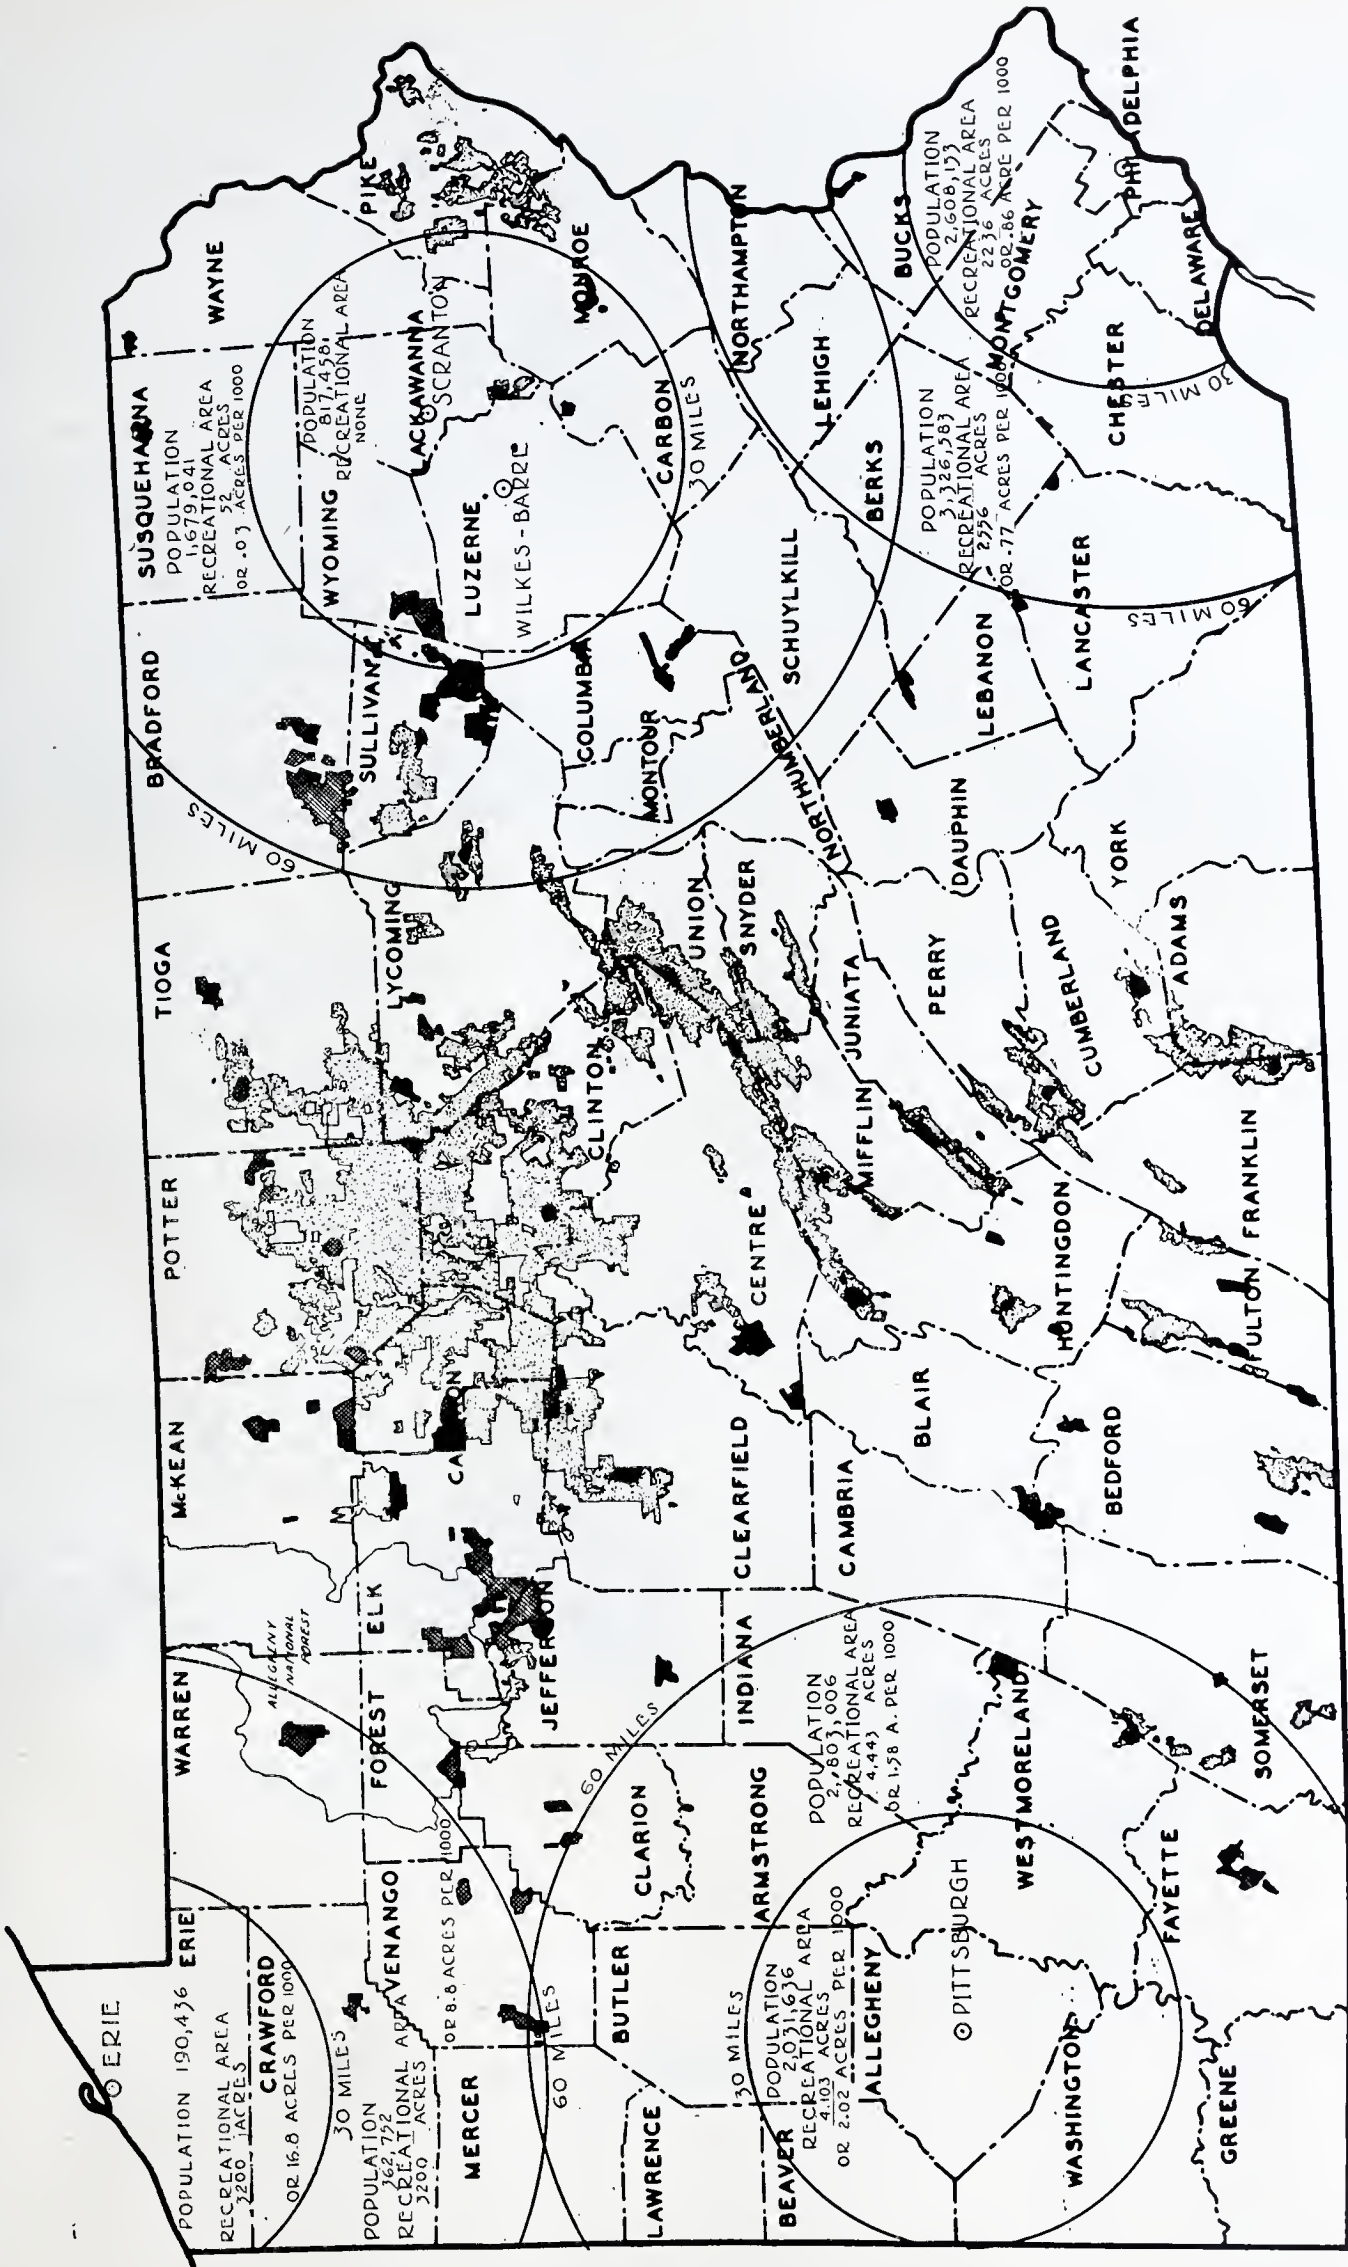 ERIE
POPULATION 190,436
ERIE
RECREATIONAL AREA
3200 ACRES
CRAWFORD
OR 16.8 ACRES PER 1000
30 MILES
POPULATION
362,752
RECREATIONAL AREA
3200 ACRES
OR 8.8 ACRES PER 1000
VENANGO
MERCER
60 MILES
WARREN
ALLEGHENY
NATIONAL
FOREST
FOREST
ELK
McKEAN
POTTER
TIOGA
BRADFORD
60 MILES
SUSQUEHANNA
POPULATION
1,679,041
RECREATIONAL AREA
52 ACRES
OR .03 ACRES PER 1000
WAYNE
WYOMING
POPULATION
817,458
RECREATIONAL AREA
NONE
PIKE
LACKAWANNA
SCRANTON
LUZERNE
WILKES-BARRE
MONROE
CARBON
30 MILES
SULLIVAN
LYCOMING
COLUMBIA
MONTOUR
NORTHUMBERLAND
SCHUYLKILL
CLINTON
UNION
SNYDER
CENTRE
MIFFLIN
JUNIATA
PERRY
DAUPHIN
LEBANON
BERKS
LEHIGH
NORTHAMPTON
BUCKS
POPULATION
2,608,153
RECREATIONAL AREA
2236 ACRES
OR .86 ACRE PER 1000
MONTGOMERY
PHILADELPHIA
DELAWARE
CHESTER
30 MILES
POPULATION
3,326,583
RECREATIONAL AREA
2556 ACRES
OR .77 ACRES PER 1000
LANCASTER
60 MILES
YORK
CUMBERLAND
ADAMS
FRANKLIN
FULTON
HUNTINGDON
BEDFORD
BLAIR
CAMBRIA
CLEARFIELD
JEFFERSON
CLARION
60 MILES
INDIANA
ARMSTRONG
POPULATION
2,803,006
RECREATIONAL AREA
4,443 ACRES
OR 1.58 A. PER 1000
BUTLER
LAWRENCE
BEAVER
30 MILES
POPULATION
2,031,636
RECREATIONAL AREA
4,103 ACRES
OR 2.02 ACRES PER 1000
ALLEGHENY
PITTSBURGH
WESTMORELAND
WASHINGTON
FAYETTE
GREENE
SOMERSET
60 MILES